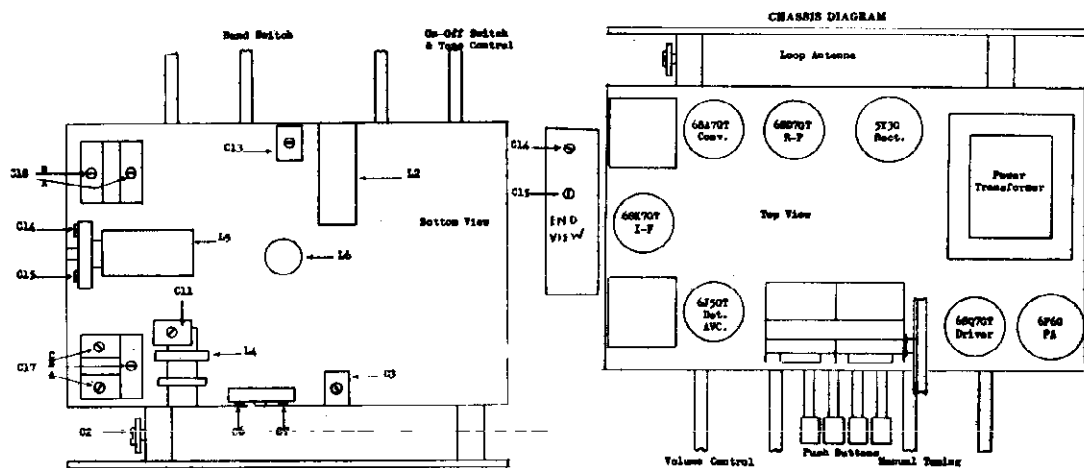 CHASSIS DIAGRAM
Band Switch
On-Off Switch
& Tone Control
Loop Antenna
C13
L2
C18
B
A
Bottom View
C14
C15
L5
L6
C11
L4
C17
C
B
A
C3
C2
C6
C7
C14
C15
END
VIEW
6SA7GT
Conv.
6SD7GT
R-F
5Y3G
Rect.
Power
Transformer
6SK7GT
I-F
Top View
6J5GT
Det.
AVC.
6SQ7GT
Driver
6F6G
PA
Push Buttons
Volume Control
Manual Tuning